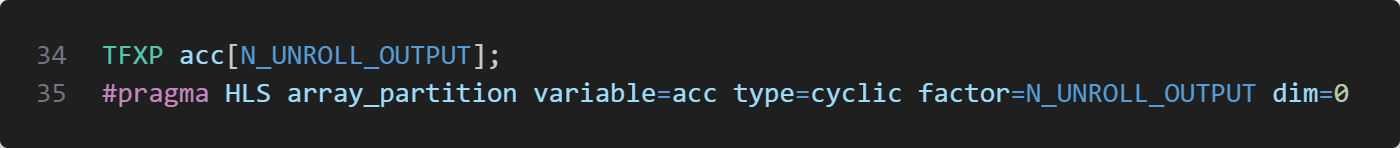 34 TFXP acc[N_UNROLL_OUTPUT];
35 #pragma HLS array_partition variable=acc type=cyclic factor=N_UNROLL_OUTPUT dim=0